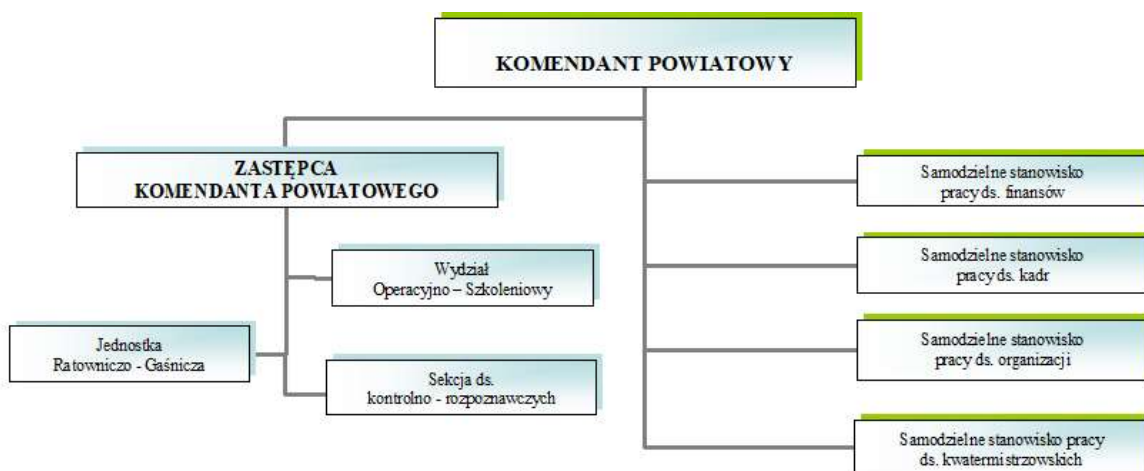 KOMENDANT POWIATOWY
ZASTĘPCA
KOMENDANTA POWIATOWEGO
Wydział
Operacyjno – Szkoleniowy
Jednostka
Ratowniczo - Gaśnicza
Sekcja ds.
kontrolno - rozpoznawczych
Samodzielne stanowisko
pracy ds. finansów
Samodzielne stanowisko
pracy ds. kadr
Samodzielne stanowisko
pracy ds. organizacji
Samodzielne stanowisko pracy
ds. kwatermistrzowskich